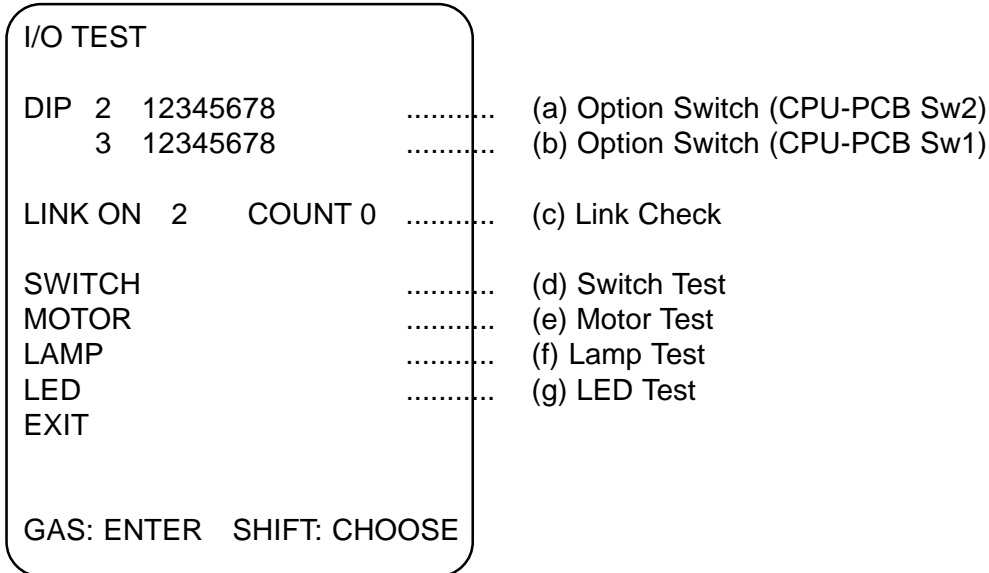 I/O TEST
DIP 2 12345678 ........... (a) Option Switch (CPU-PCB Sw2)
3 12345678 ........... (b) Option Switch (CPU-PCB Sw1)
LINK ON 2 COUNT 0 ........... (c) Link Check
SWITCH ........... (d) Switch Test
MOTOR ........... (e) Motor Test
LAMP ........... (f) Lamp Test
LED ........... (g) LED Test
EXIT
GAS: ENTER SHIFT: CHOOSE